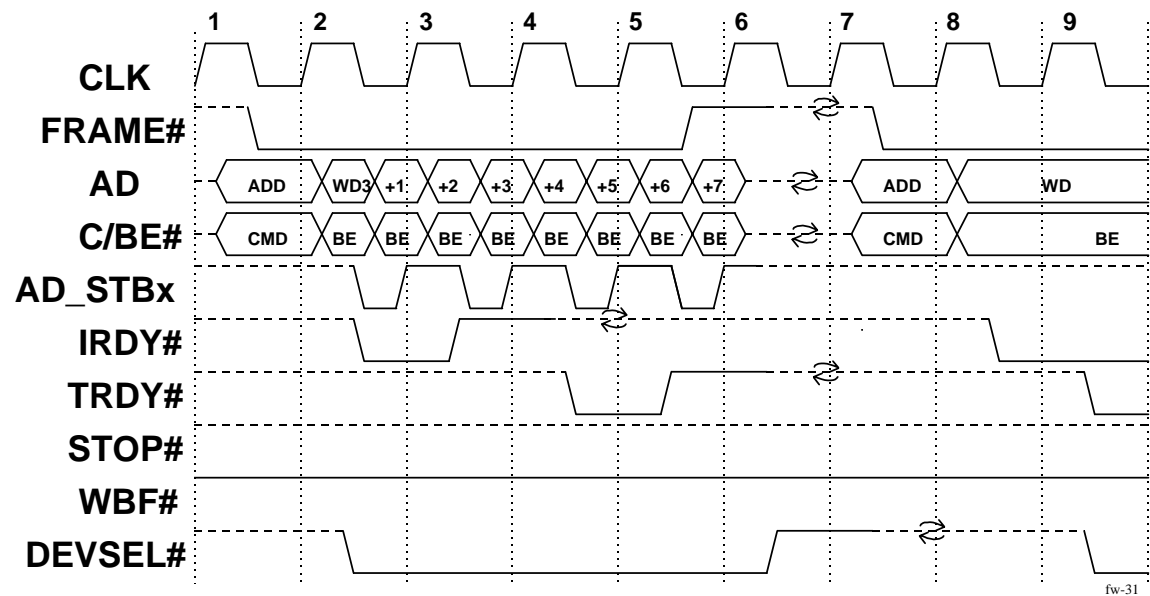 1 2 3 4 5 6 7 8 9
CLK
FRAME#
AD ADD WD3 +1 +2 +3 +4 +5 +6 +7 ADD WD
C/BE# CMD BE BE BE BE BE BE BE BE CMD BE
AD_STBx
IRDY#
TRDY#
STOP#
WBF#
DEVSEL#
fw-31